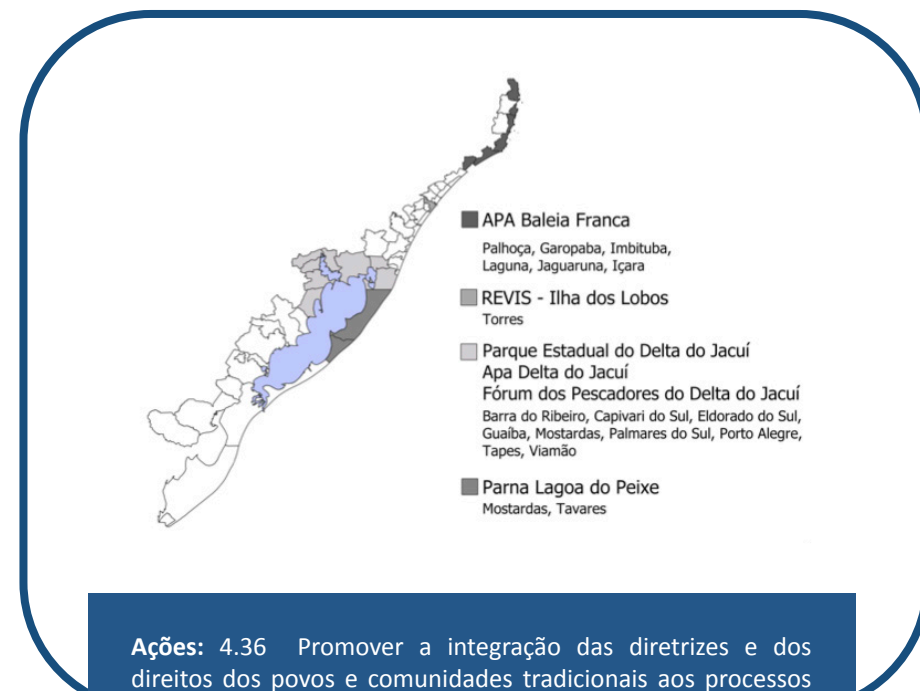 APA Baleia Franca
Palhoça, Garopaba, Imbituba,
Laguna, Jaguaruna, Içara
REVIS - Ilha dos Lobos
Torres
Parque Estadual do Delta do Jacuí
Apa Delta do Jacuí
Fórum dos Pescadores do Delta do Jacuí
Barra do Ribeiro, Capivari do Sul, Eldorado do Sul,
Guaíba, Mostardas, Palmares do Sul, Porto Alegre,
Tapes, Viamão
Parna Lagoa do Peixe
Mostardas, Tavares
Ações: 4.36 Promover a integração das diretrizes e dos
direitos dos povos e comunidades tradicionais aos processos